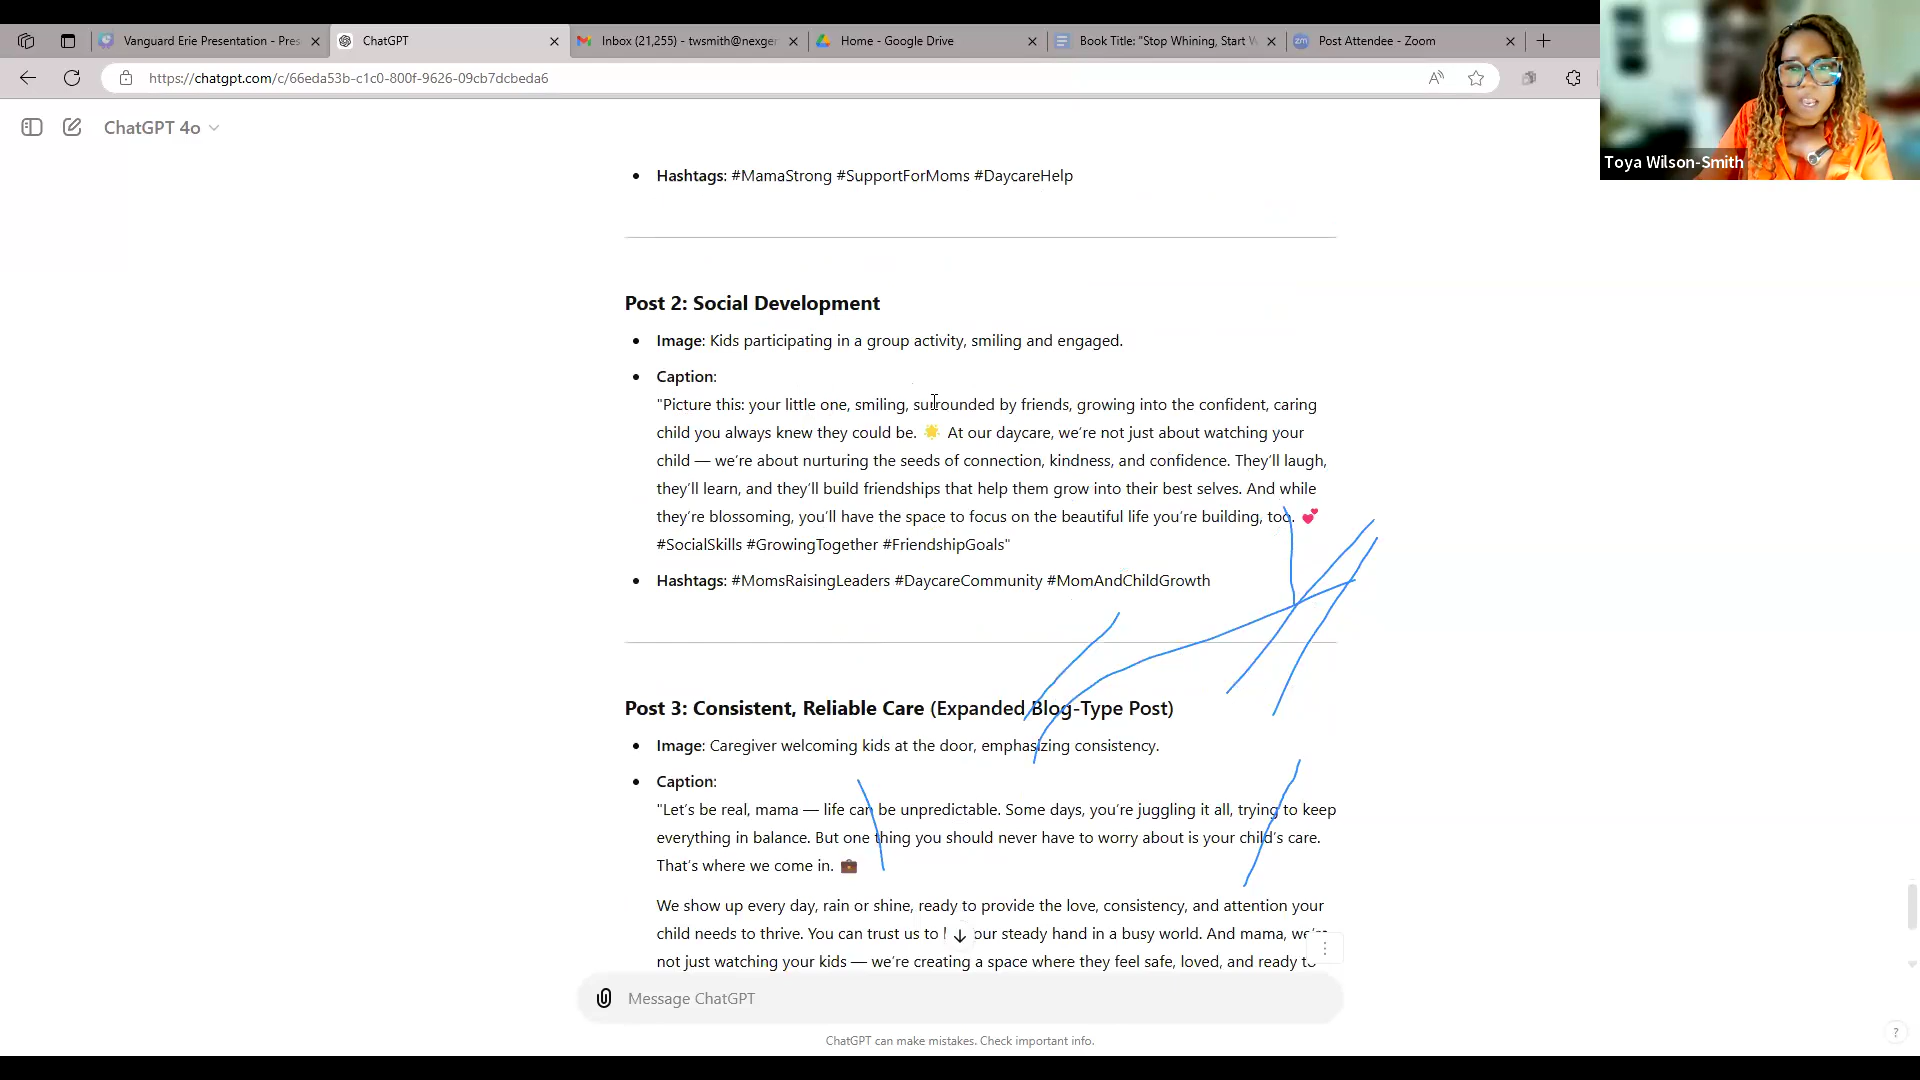 Vanguard Erie Presentation - Pres
ChatGPT
Inbox (21,255) - twsmith@nexger
Home - Google Drive
Book Title: "Stop Whining, Start W
zm
Post Attendee - Zoom
https://chatgpt.com/c/66eda53b-c1c0-800f-9626-09cb7dcbeda6
ChatGPT 4o
Toya Wilson-Smith
• Hashtags: #MamaStrong #SupportForMoms #DaycareHelp
Post 2: Social Development
• Image: Kids participating in a group activity, smiling and engaged.
• Caption:
"Picture this: your little one, smiling, surrounded by friends, growing into the confident, caring
child you always knew they could be. 🌟 At our daycare, we’re not just about watching your
child — we’re about nurturing the seeds of connection, kindness, and confidence. They’ll laugh,
they’ll learn, and they’ll build friendships that help them grow into their best selves. And while
they’re blossoming, you’ll have the space to focus on the beautiful life you’re building, too. 💕
#SocialSkills #GrowingTogether #FriendshipGoals"
• Hashtags: #MomsRaisingLeaders #DaycareCommunity #MomAndChildGrowth
Post 3: Consistent, Reliable Care (Expanded Blog-Type Post)
• Image: Caregiver welcoming kids at the door, emphasizing consistency.
• Caption:
"Let’s be real, mama — life can be unpredictable. Some days, you’re juggling it all, trying to keep
everything in balance. But one thing you should never have to worry about is your child’s care.
That’s where we come in. 💼
We show up every day, rain or shine, ready to provide the love, consistency, and attention your
child needs to thrive. You can trust us to your steady hand in a busy world. And mama, we’re
not just watching your kids — we’re creating a space where they feel safe, loved, and ready to
Message ChatGPT
ChatGPT can make mistakes. Check important info.
?